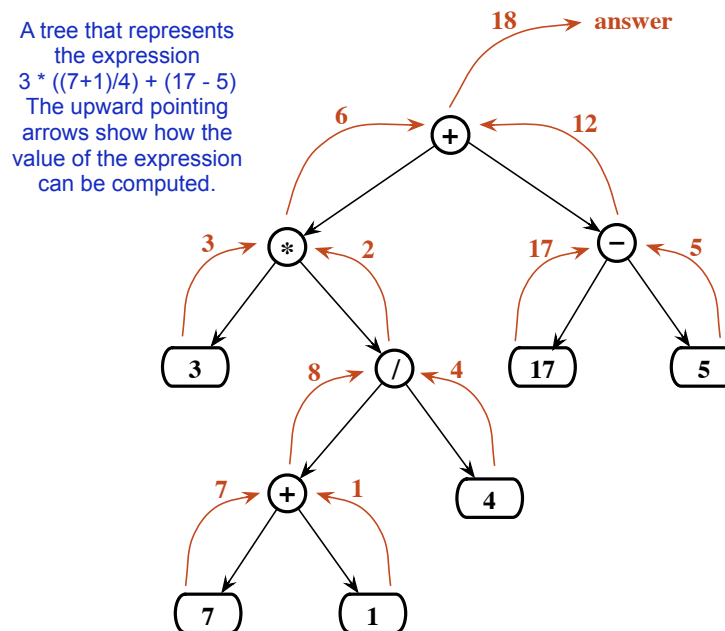 A tree that represents
the expression
3 * ((7+1)/4) + (17 - 5)
The upward pointing
arrows show how the
value of the expression
can be computed.
18 answer
6 + 12
3 * 2 17 − 5
3 8 / 4 17 5
7 + 1 4
7 1